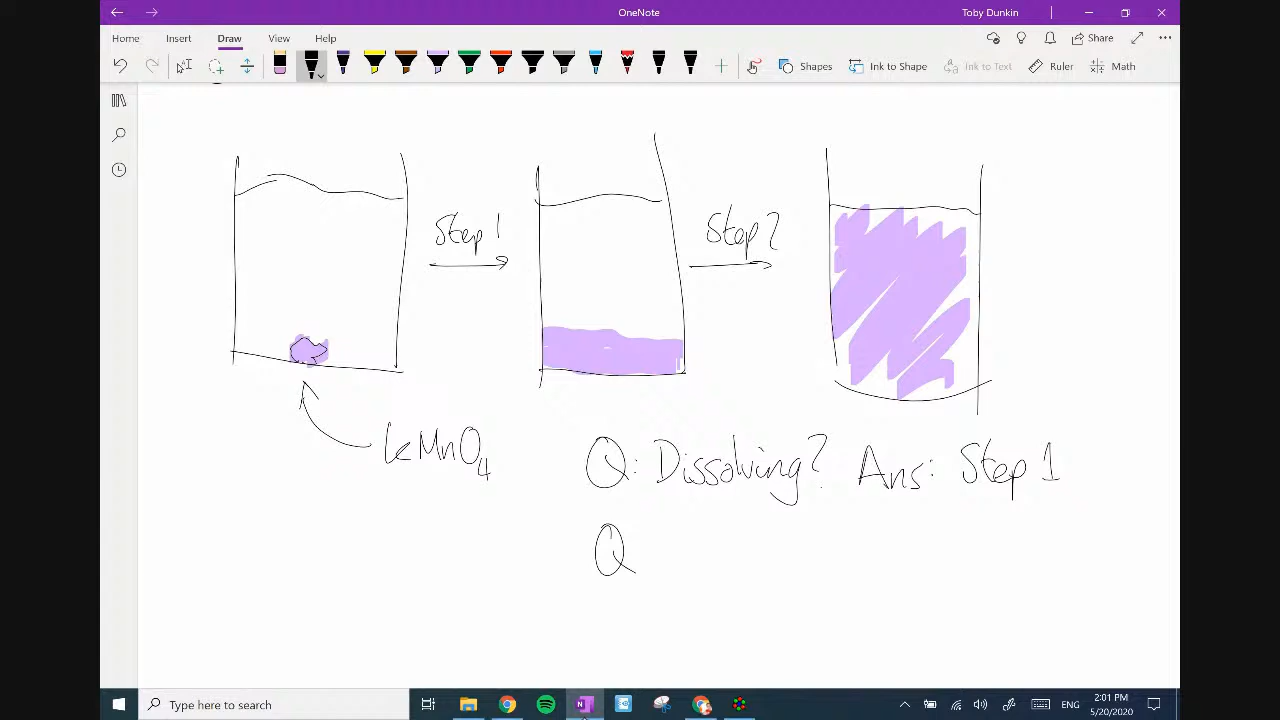 OneNote
Toby Dunkin
Home Insert Draw View Help
Share
Shapes Ink to Shape Ink to Text Ruler Math
Step 1
Step 2
KMnO4
Q: Dissolving? Ans: Step 1
Q
Type here to search
ENG
2:01 PM
5/20/2020